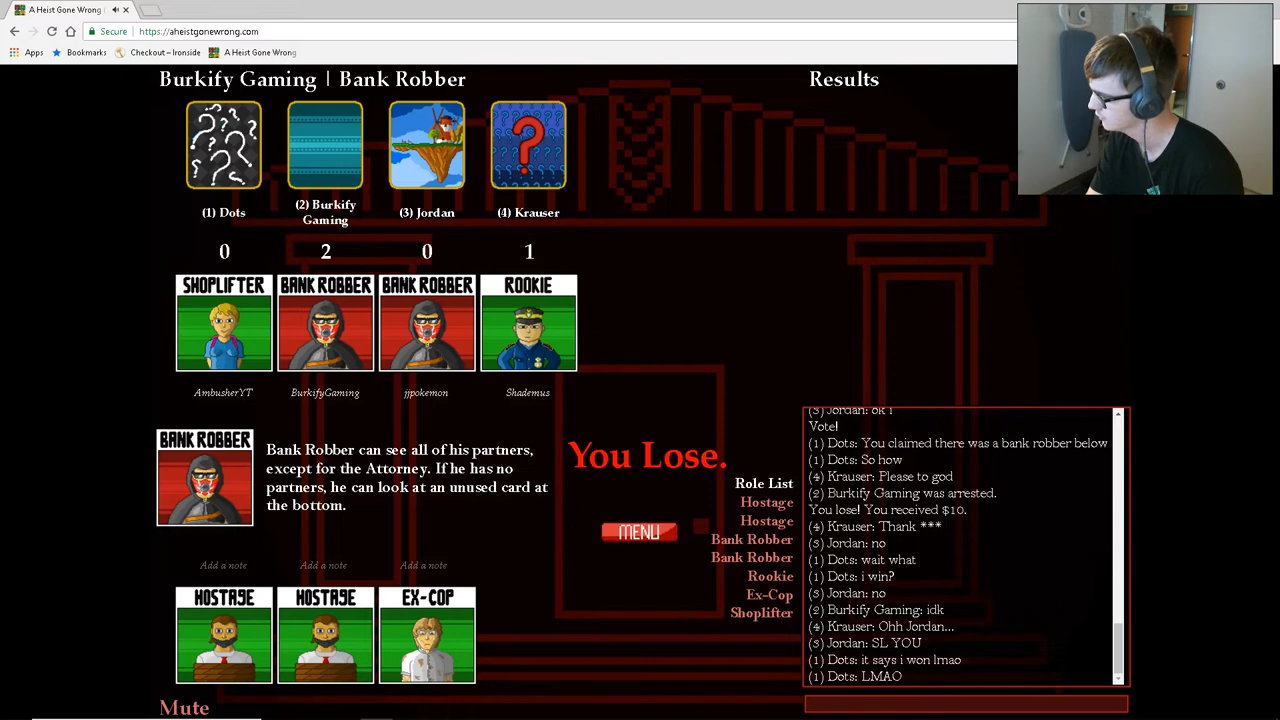 A Heist Gone Wrong
Secure https://aheistgonewrong.com
Apps Bookmarks Checkout – Ironside A Heist Gone Wrong
Burkify Gaming | Bank Robber
Results
(1) Dots
(2) Burkify Gaming
(3) Jordan
(4) Krauser
0 2 0 1
SHOPLIFTER BANK ROBBER BANK ROBBER ROOKIE
AmbusherYT BurkifyGaming jjpokemon Shademus
BANK ROBBER
Bank Robber can see all of his partners,
except for the Attorney. If he has no
partners, he can look at an unused card at
the bottom.
You Lose.
MENU
Role List
Hostage
Hostage
Bank Robber
Bank Robber
Rookie
Ex-Cop
Shoplifter
(3) Jordan: ok i
Vote!
(1) Dots: You claimed there was a bank robber below
(1) Dots: So how
(4) Krauser: Please to god
(2) Burkify Gaming was arrested.
You lose! You received $10.
(4) Krauser: Thank ***
(3) Jordan: no
(1) Dots: wait what
(1) Dots: i win?
(3) Jordan: no
(2) Burkify Gaming: idk
(4) Krauser: Ohh Jordan...
(3) Jordan: SL YOU
(1) Dots: it says i won lmao
(1) Dots: LMAO
Add a note Add a note Add a note
HOSTAGE HOSTAGE EX-COP
Mute